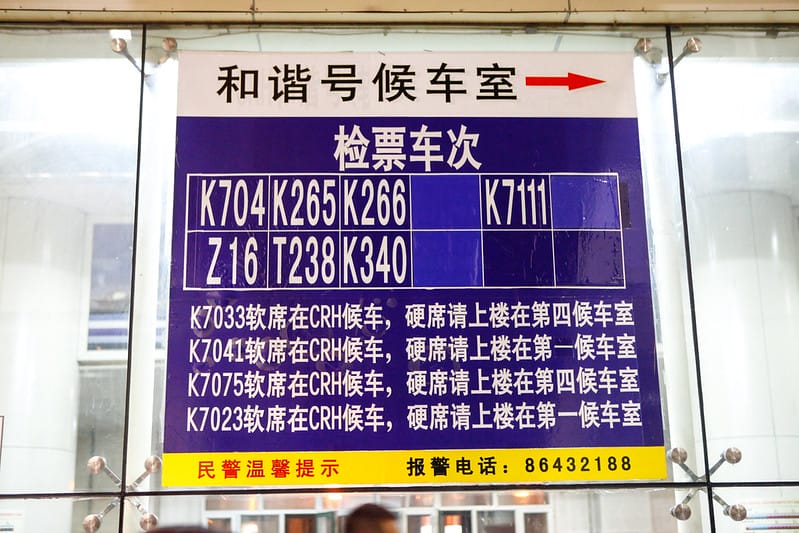 和谐号候车室
检票车次
K704 K265 K266 K7111
Z16 T238 K340
K7033软席在CRH候车，硬席请上楼在第四候车室
K7041软席在CRH候车，硬席请上楼在第一候车室
K7075软席在CRH候车，硬席请上楼在第四候车室
K7023软席在CRH候车，硬席请上楼在第一候车室
民警温馨提示 报警电话：86432188